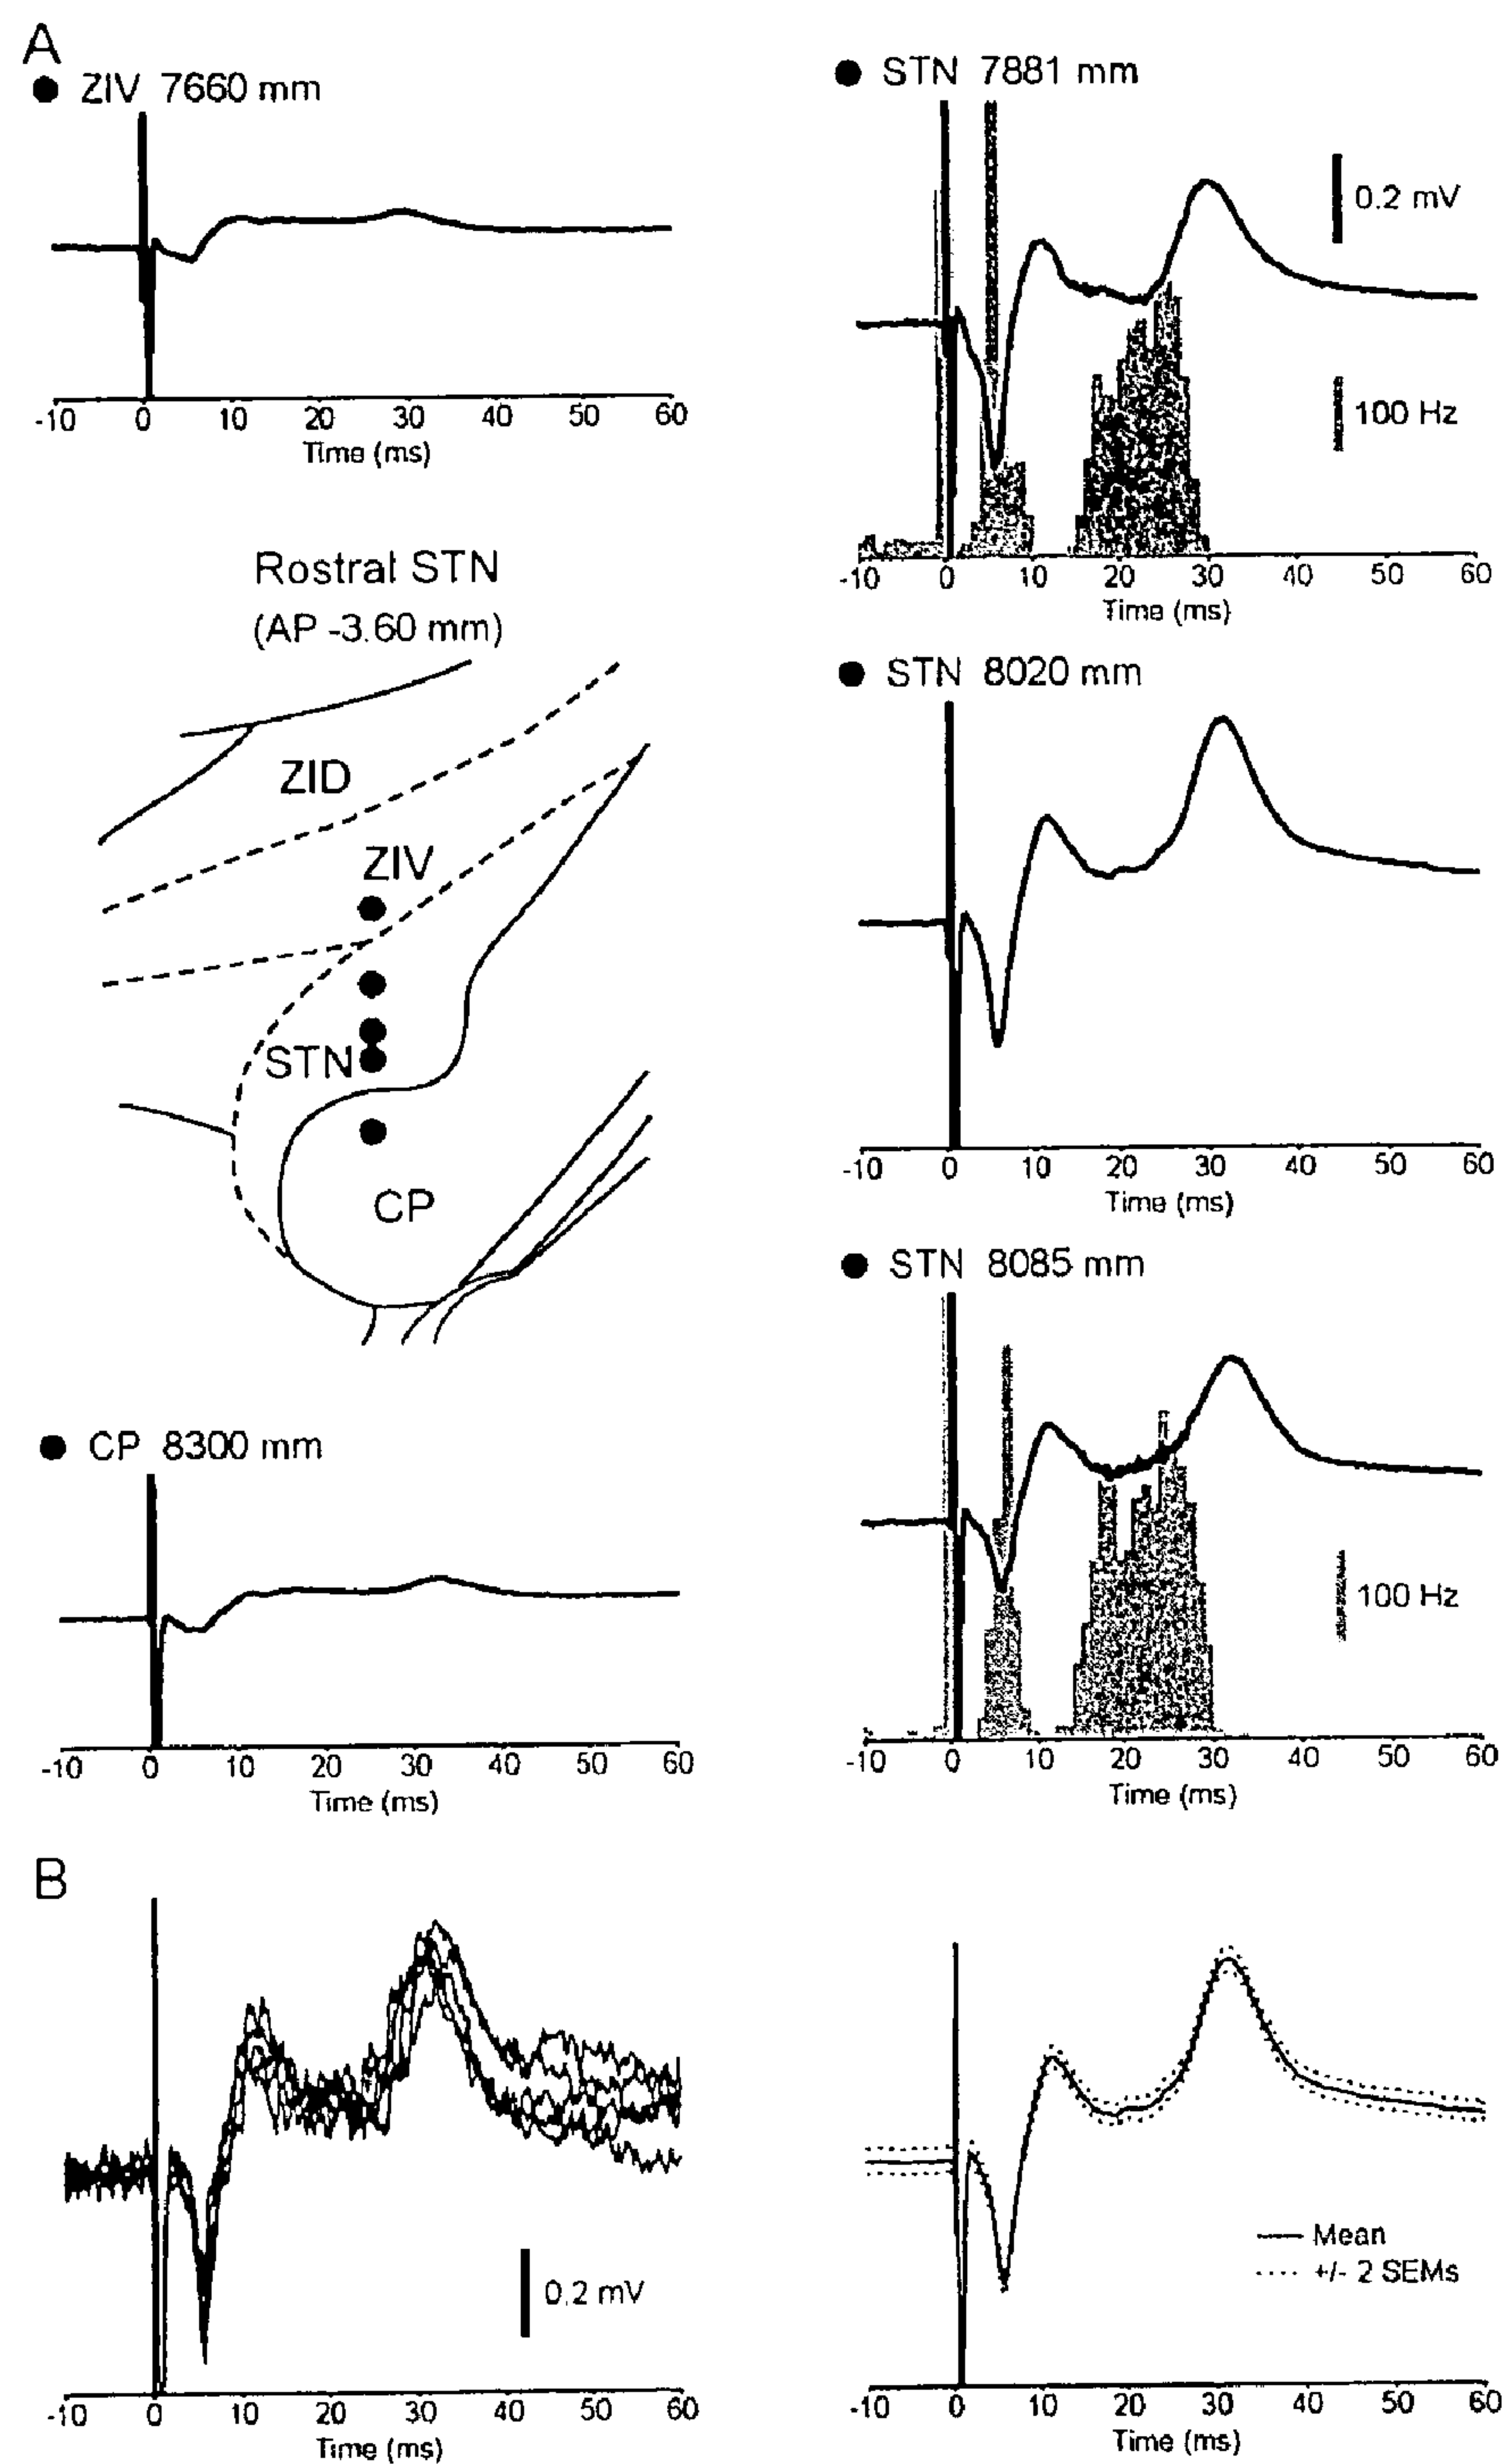 A
ZIV 7660 mm
-10 0 10 20 30 40 50 60
Time (ms)
Rostral STN
(AP -3.60 mm)
ZID
ZIV
STN
CP
CP 8300 mm
-10 0 10 20 30 40 50 60
Time (ms)
STN 7881 mm
0.2 mV
100 Hz
-10 0 10 20 30 40 50 60
Time (ms)
STN 8020 mm
-10 0 10 20 30 40 50 60
Time (ms)
STN 8085 mm
100 Hz
-10 0 10 20 30 40 50 60
Time (ms)
B
0.2 mV
-10 0 10 20 30 40 50 60
Time (ms)
Mean
+/- 2 SEMs
-10 0 10 20 30 40 50 60
Time (ms)